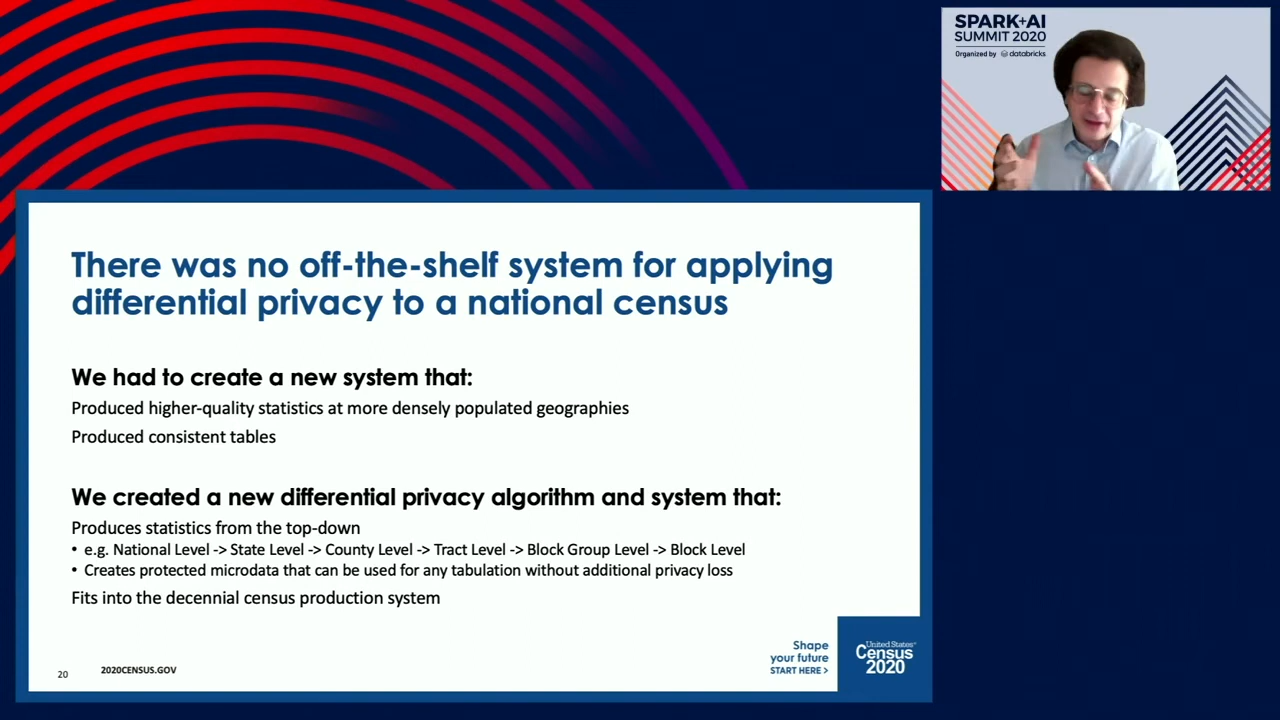 SPARK+AI
SUMMIT 2020
Organized by databricks
There was no off-the-shelf system for applying
differential privacy to a national census
We had to create a new system that:
Produced higher-quality statistics at more densely populated geographies
Produced consistent tables
We created a new differential privacy algorithm and system that:
Produces statistics from the top-down
• e.g. National Level -> State Level -> County Level -> Tract Level -> Block Group Level -> Block Level
• Creates protected microdata that can be used for any tabulation without additional privacy loss
Fits into the decennial census production system
20
2020CENSUS.GOV
Shape
your future
START HERE >
United States®
Census
2020